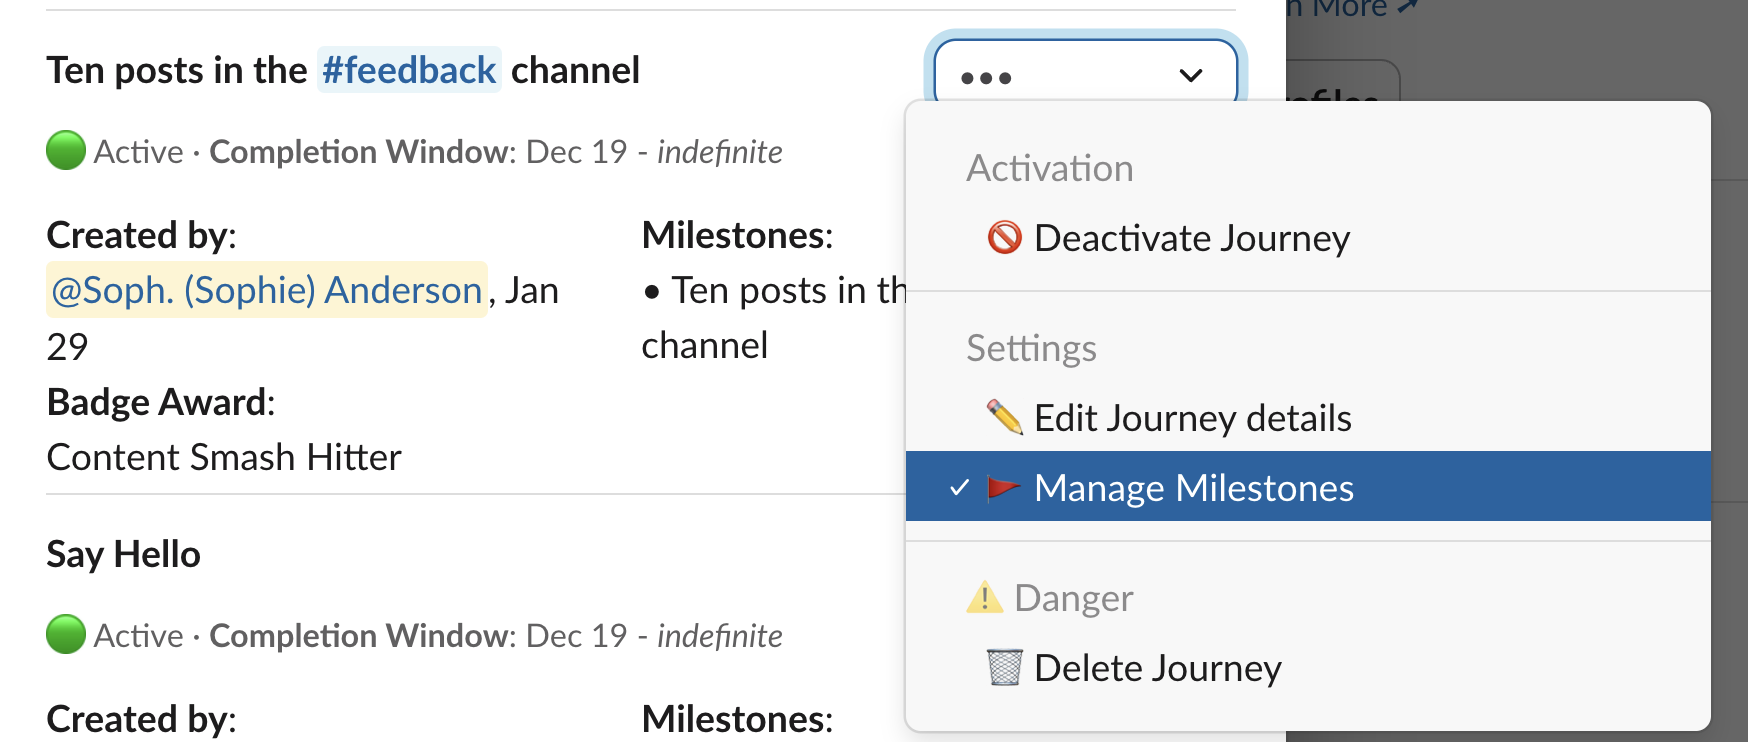 n More
Ten posts in the #feedback channel
Active · Completion Window: Dec 19 - indefinite
Created by:
@Soph. (Sophie) Anderson, Jan
29
Badge Award:
Content Smash Hitter
Milestones:
• Ten posts in th
channel
Activation
Deactivate Journey
Settings
Edit Journey details
✓ Manage Milestones
Danger
Delete Journey
Say Hello
Active · Completion Window: Dec 19 - indefinite
Created by:
Milestones: